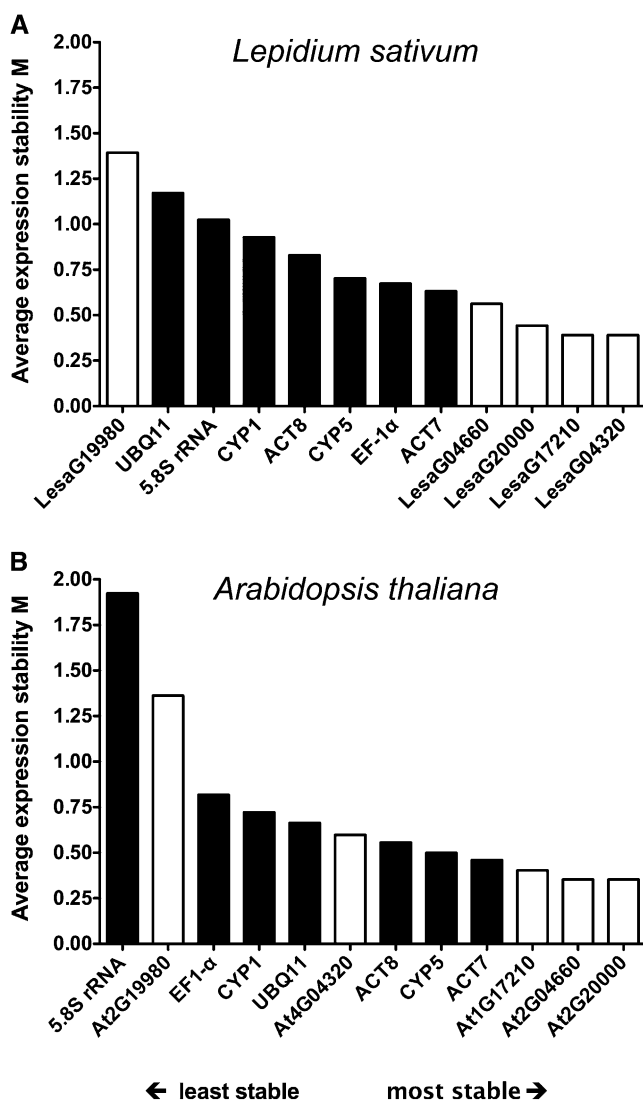 A
Lepidium sativum
Average expression stability M
2.00
1.75
1.50
1.25
1.00
0.75
0.50
0.25
0.00
LesaG19980
UBQ11
5.8S rRNA
CYP1
ACT8
CYP5
EF-1α
ACT7
LesaG04660
LesaG20000
LesaG17210
LesaG04320
B
Arabidopsis thaliana
Average expression stability M
2.00
1.75
1.50
1.25
1.00
0.75
0.50
0.25
0.00
5.8S rRNA
At2G19980
EF1-α
CYP1
UBQ11
At4G04320
ACT8
CYP5
ACT7
At1G17210
At2G04660
At2G20000
← least stable most stable →